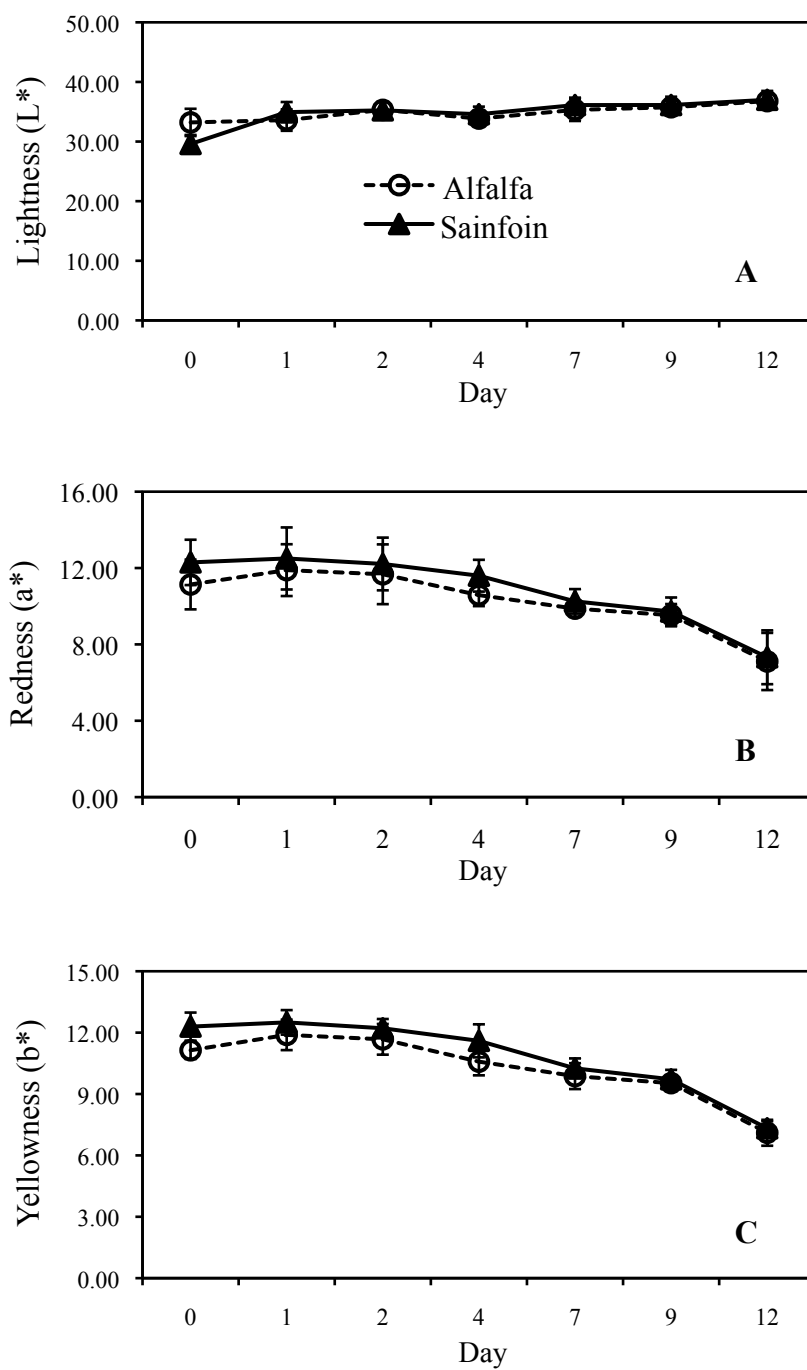 50.00
40.00
30.00
20.00
10.00
0.00
Lightness (L*)
Alfalfa
Sainfoin
A
0 1 2 4 7 9 12
Day
16.00
12.00
8.00
4.00
0.00
Redness (a*)
B
0 1 2 4 7 9 12
Day
15.00
12.00
9.00
6.00
3.00
0.00
Yellowness (b*)
C
0 1 2 4 7 9 12
Day